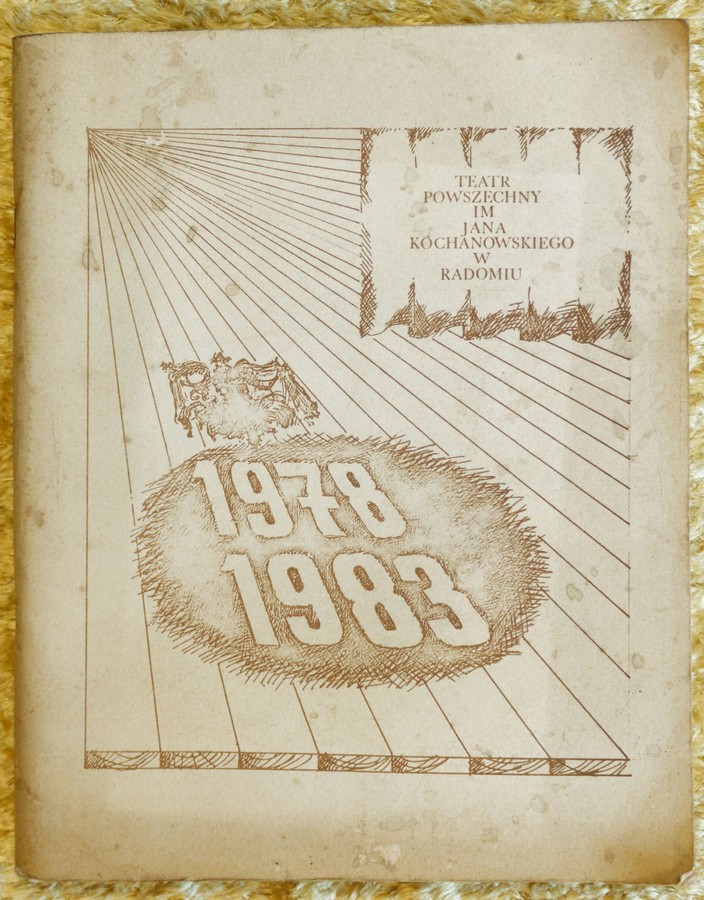 TEATR
POWSZECHNY
IM
JANA
KOCHANOWSKIEGO
W
RADOMIU
1978
1983